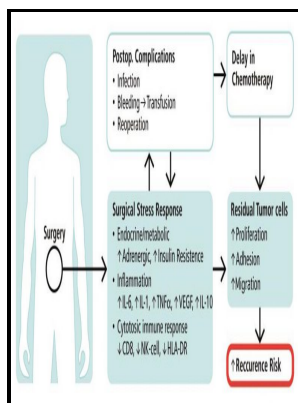 Postop. Complications
• Infection
• Bleeding → Transfusion
• Reoperation
Delay in
Chemotherapy
Surgery
Surgical Stress Response
• Endocrine/metabolic
↑Adrenergic, ↑Insulin Resistence
• Inflammation
↑IL-6, ↑IL-1, ↑TNFα, ↑VEGF, ↑IL-10
• Cytotosic immune response
↓CD8, ↓NK-cell, ↓HLA-DR
Residual Tumor cells
↑Proliferation
↑Adhesion
↑Migration
↑Reccurence Risk